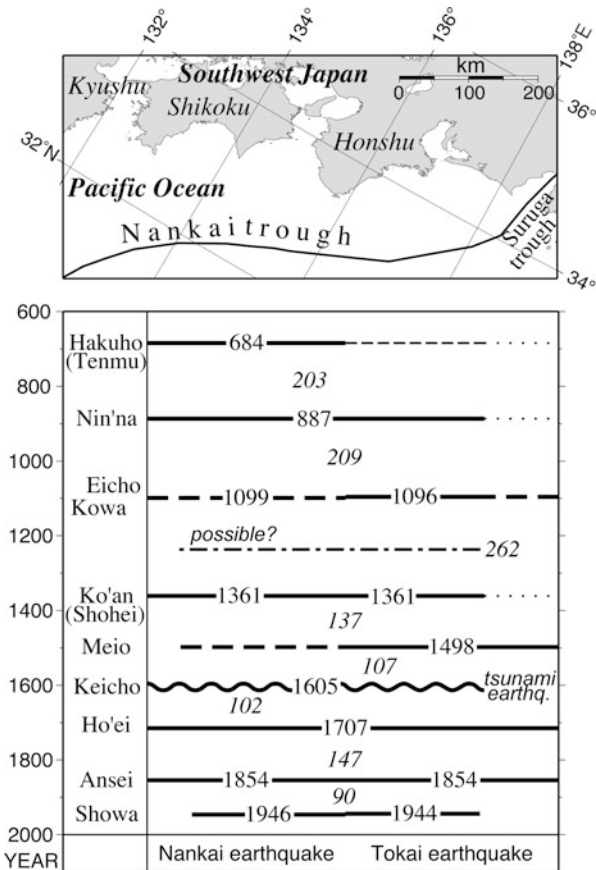 132°
134°
136°
138°E
Southwest Japan
km
0 100 200
Kyushu
Shikoku
Honshu
36°
32°N
Pacific Ocean
Nankai trough
Suruga
trough
34°
600
Hakuho
(Tenmu)
684
203
800
Nin'na
887
209
1000
Eicho
Kowa
1099
1096
1200
possible?
262
Ko'an
(Shohei)
1361
1361
1400
137
Meio
1498
107
1600
Keicho
1605
tsunami
earthq.
102
Ho'ei
1707
1800
147
Ansei
1854
1854
90
Showa
1946
1944
2000
YEAR
Nankai earthquake
Tokai earthquake